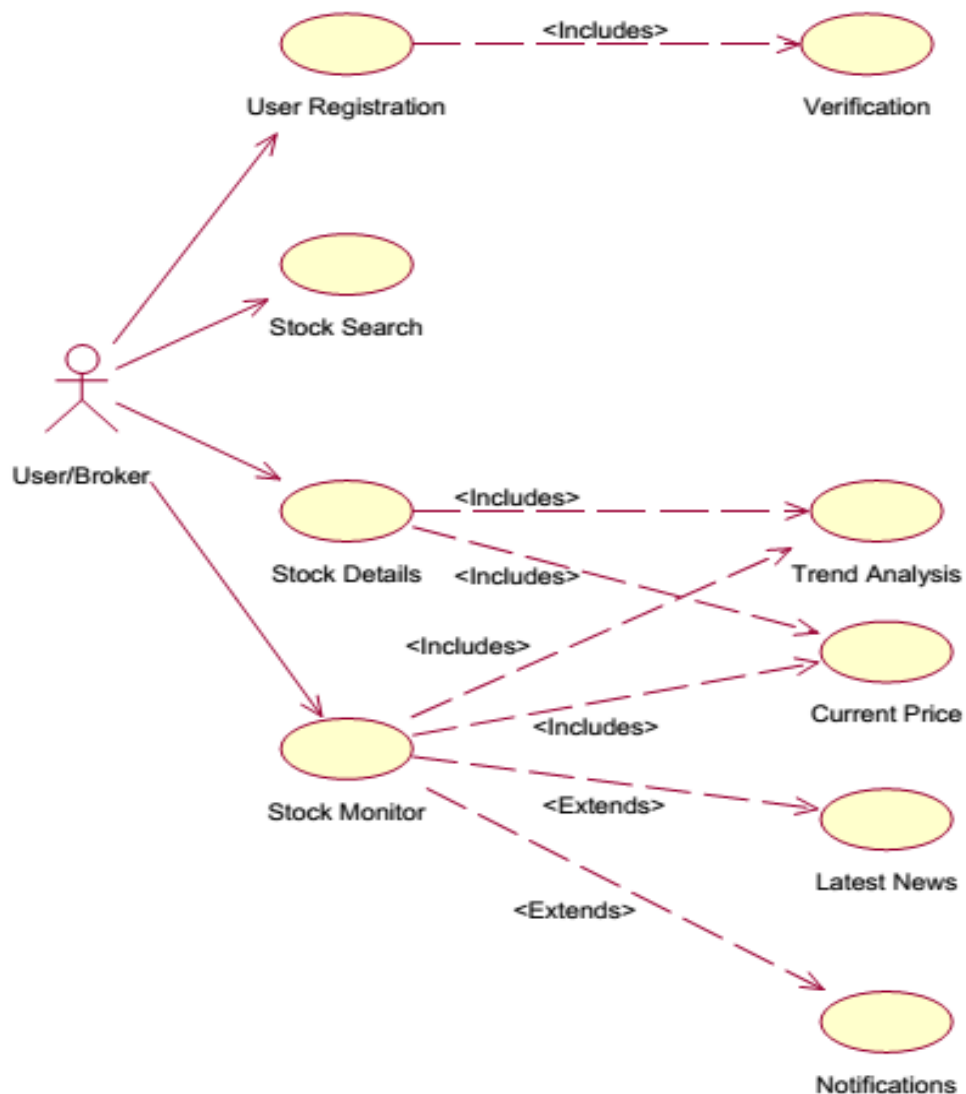 <Includes>
User Registration
Verification
Stock Search
User/Broker
<Includes>
Stock Details
<Includes>
Trend Analysis
<Includes>
Current Price
<Includes>
Stock Monitor
<Extends>
Latest News
<Extends>
Notifications